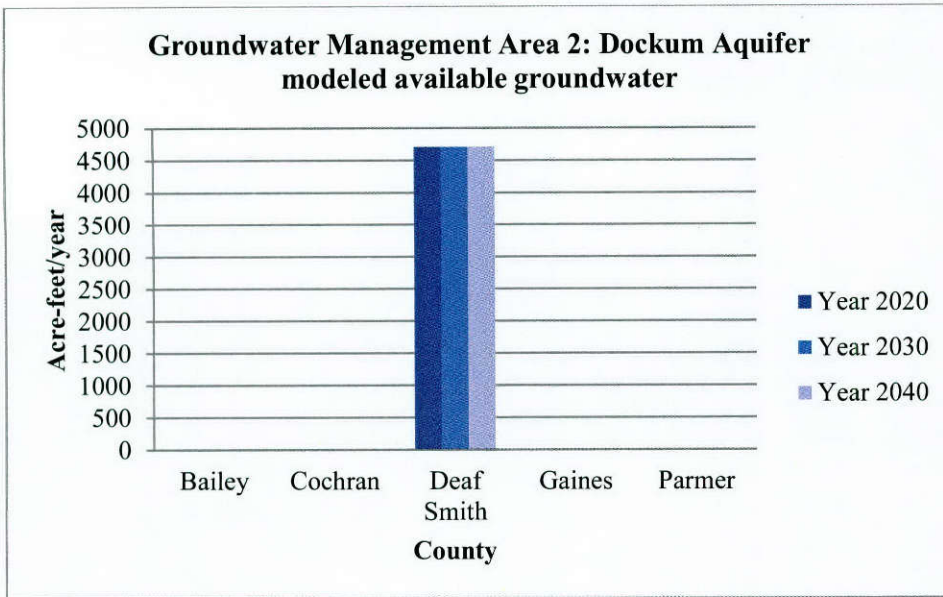 Groundwater Management Area 2: Dockum Aquifer
modeled available groundwater
Acre-feet/year
5000
4500
4000
3500
3000
2500
2000
1500
1000
500
0
Bailey
Cochran
Deaf
Smith
Gaines
Parmer
County
Year 2020
Year 2030
Year 2040